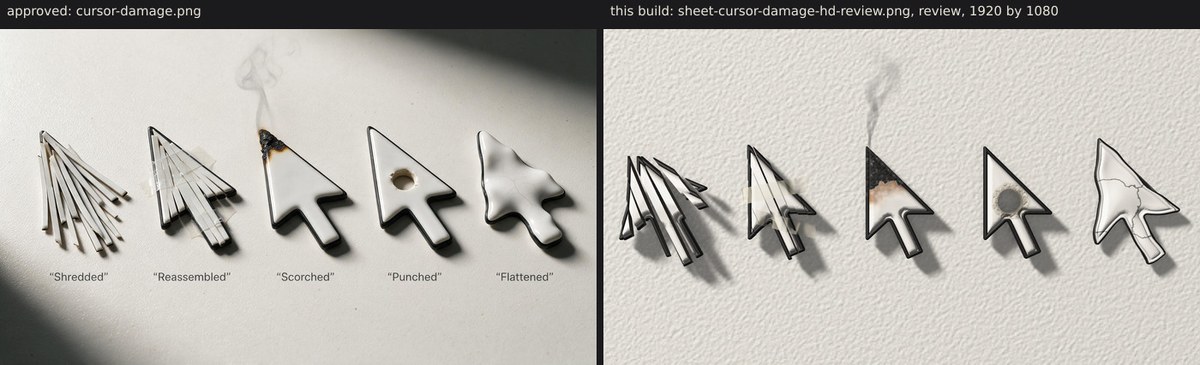 approved: cursor-damage.png
this build: sheet-cursor-damage-hd-review.png, review, 1920 by 1080
“Shredded” “Reassembled” “Scorched” “Punched” “Flattened”